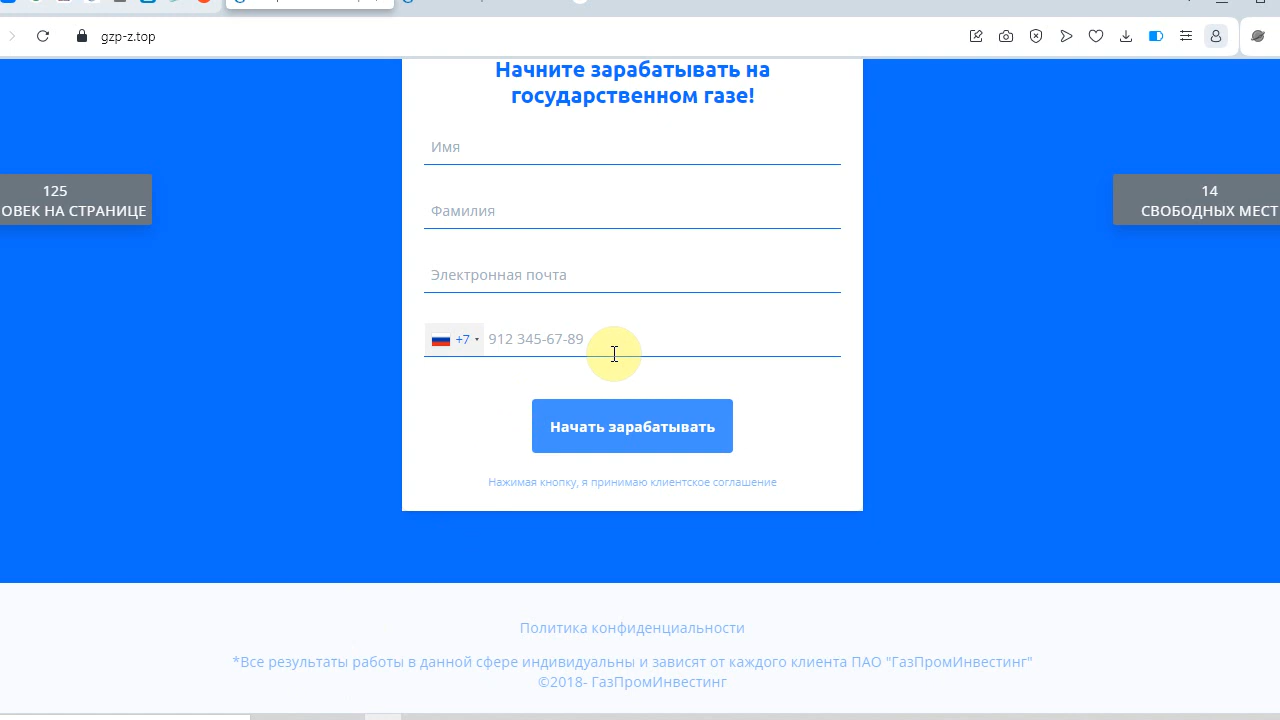 gzp-z.top
Начните зарабатывать на
государственном газе!
Имя
125
ОВЕК НА СТРАНИЦЕ
14
СВОБОДНЫХ МЕСТ
Фамилия
Электронная почта
+7 912 345-67-89
Начать зарабатывать
Нажимая кнопку, я принимаю клиентское соглашение
Политика конфиденциальности
*Все результаты работы в данной сфере индивидуальны и зависят от каждого клиента ПАО "ГазПромИнвестинг"
©2018- ГазПромИнвестинг